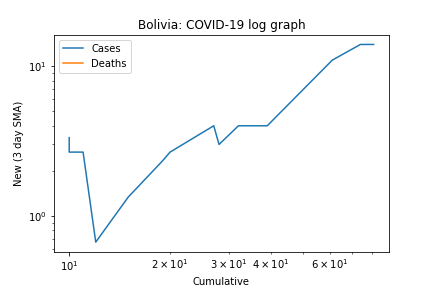 Bolivia: COVID-19 log graph
Cases
Deaths
10¹
10⁰
New (3 day SMA)
10¹ 2 × 10¹ 3 × 10¹ 4 × 10¹ 6 × 10¹
Cumulative